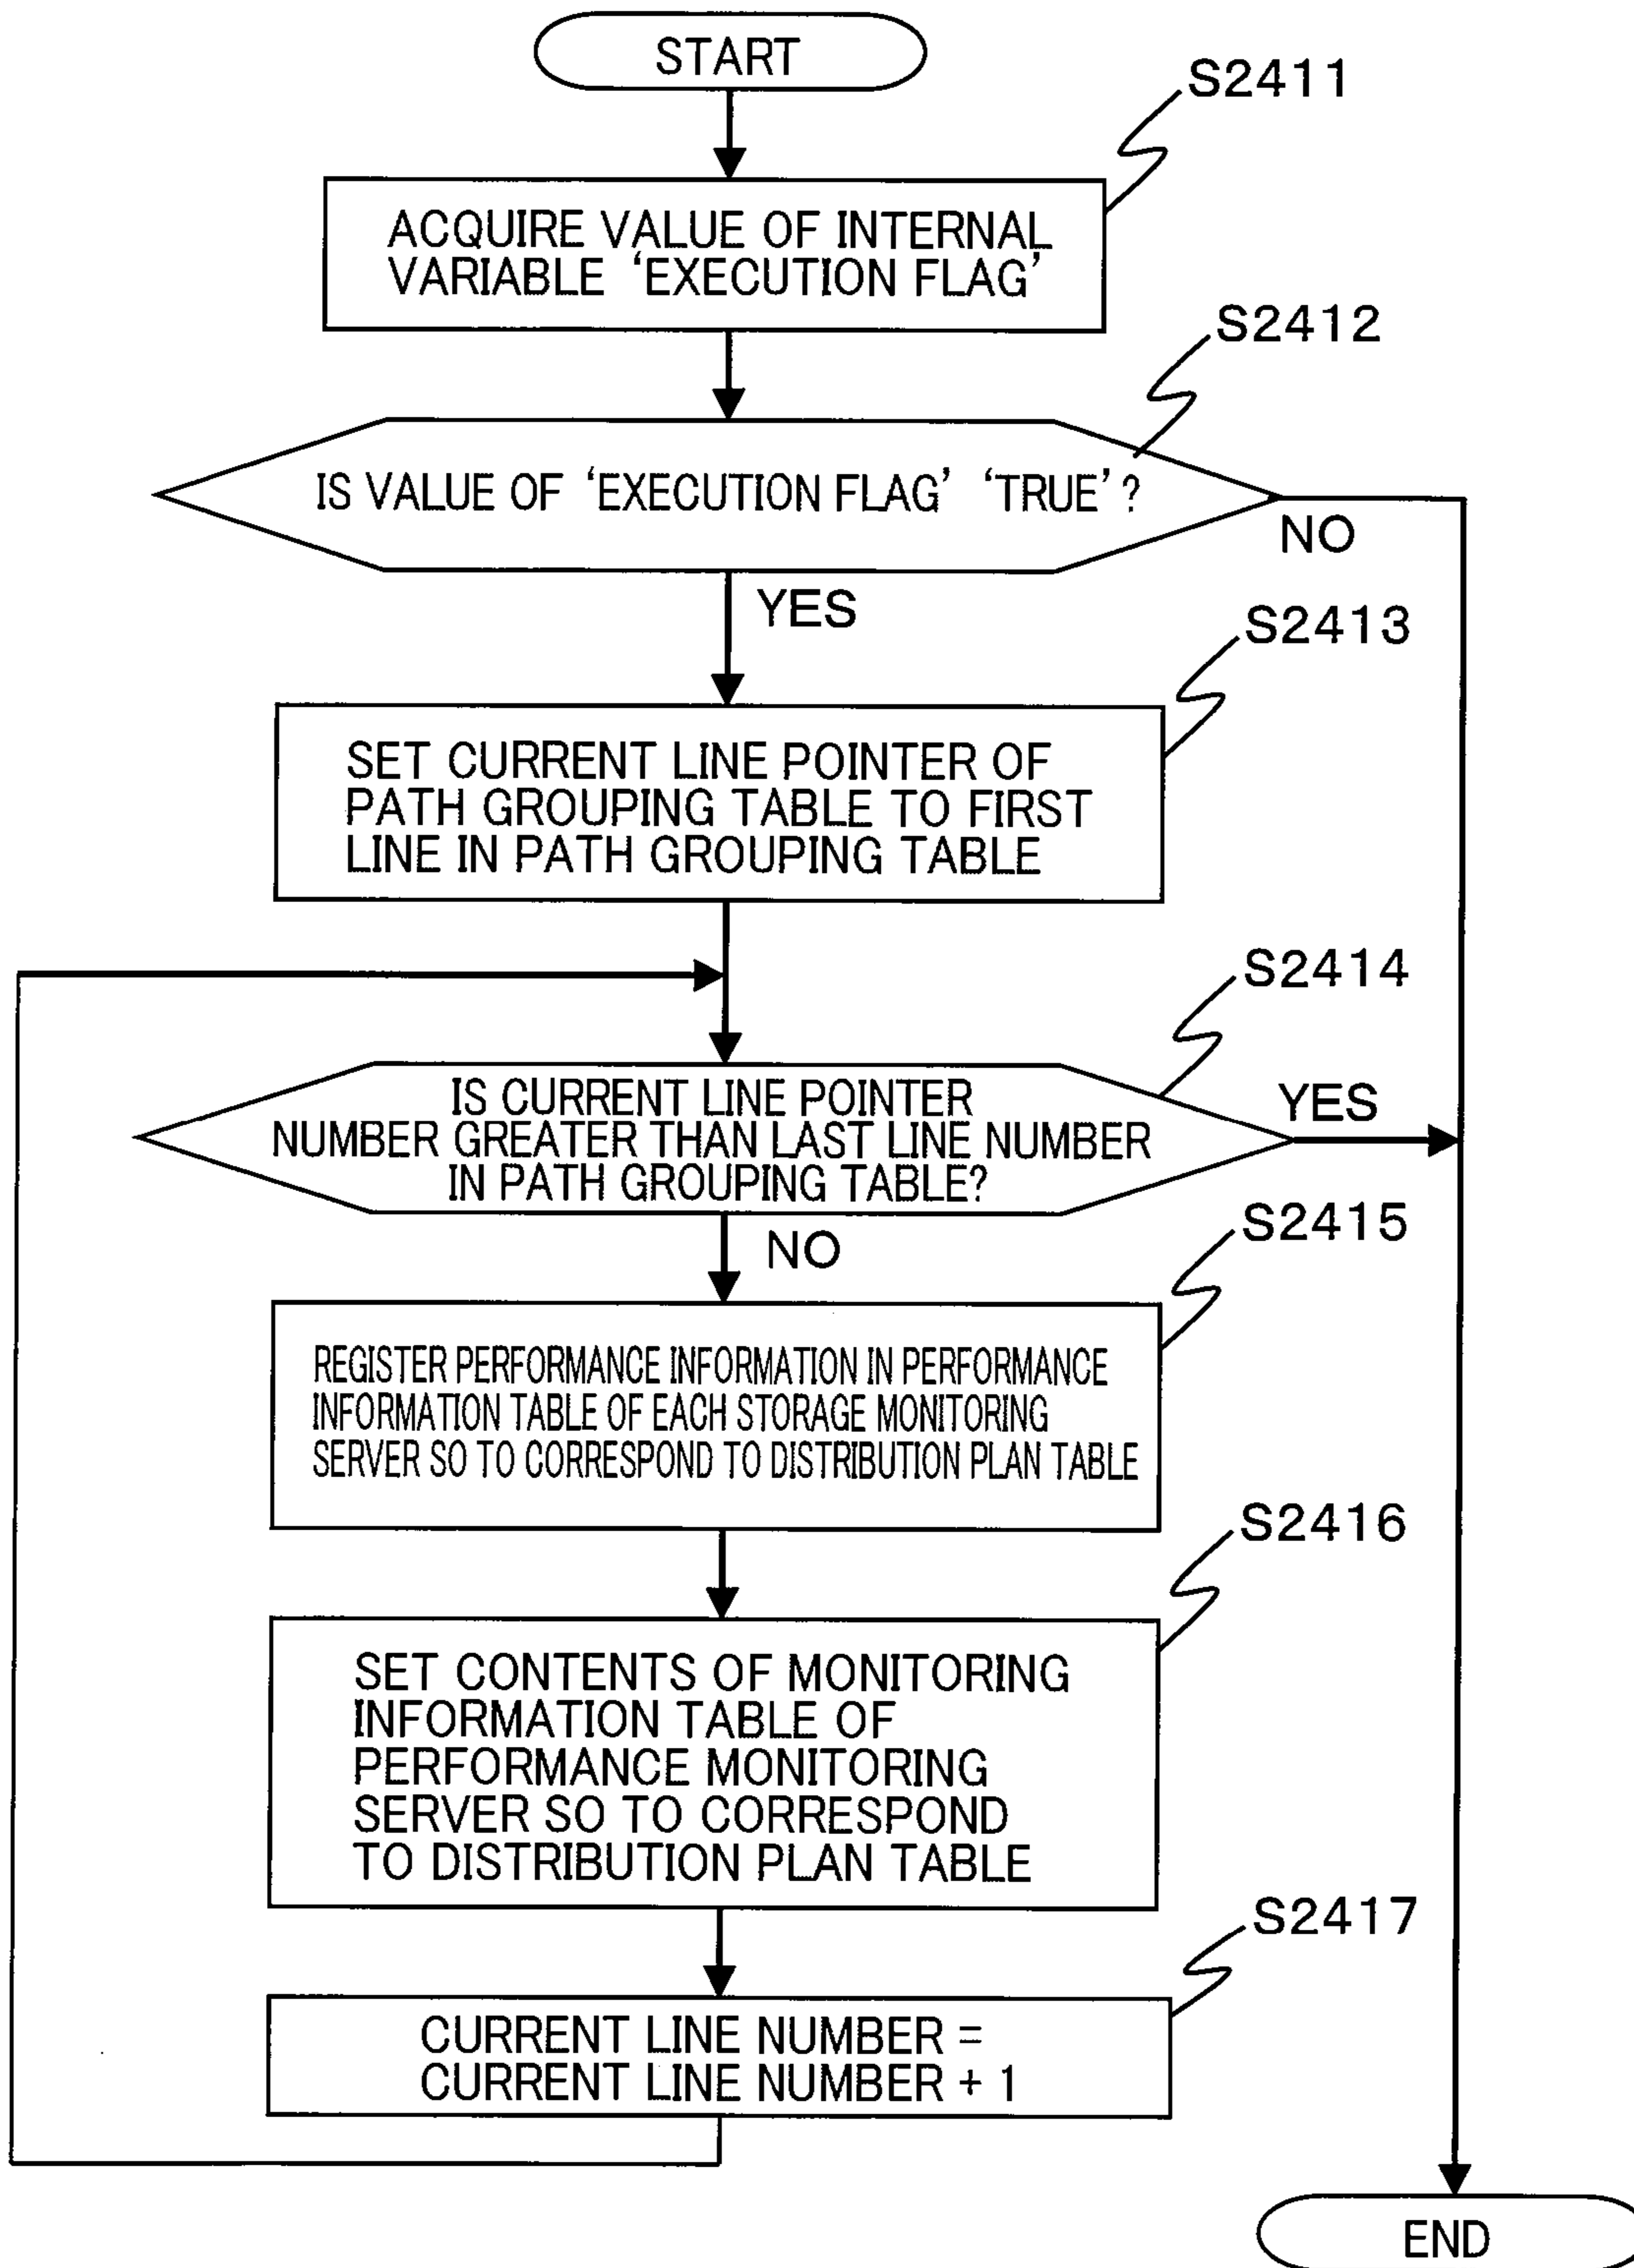 START
S2411
ACQUIRE VALUE OF INTERNAL
VARIABLE ‘EXECUTION FLAG’
S2412
IS VALUE OF ‘EXECUTION FLAG’ ‘TRUE’?
NO
YES
S2413
SET CURRENT LINE POINTER OF
PATH GROUPING TABLE TO FIRST
LINE IN PATH GROUPING TABLE
S2414
IS CURRENT LINE POINTER
NUMBER GREATER THAN LAST LINE NUMBER
IN PATH GROUPING TABLE?
YES
NO
S2415
REGISTER PERFORMANCE INFORMATION IN PERFORMANCE
INFORMATION TABLE OF EACH STORAGE MONITORING
SERVER SO TO CORRESPOND TO DISTRIBUTION PLAN TABLE
S2416
SET CONTENTS OF MONITORING
INFORMATION TABLE OF
PERFORMANCE MONITORING
SERVER SO TO CORRESPOND
TO DISTRIBUTION PLAN TABLE
S2417
CURRENT LINE NUMBER =
CURRENT LINE NUMBER + 1
END